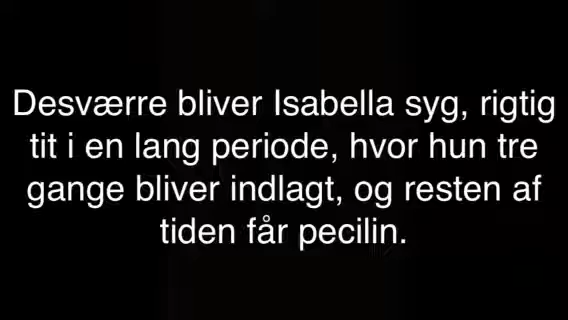 Desværre bliver Isabella syg, rigtig
tit i en lang periode, hvor hun tre
gange bliver indlagt, og resten af
tiden får pecilin.